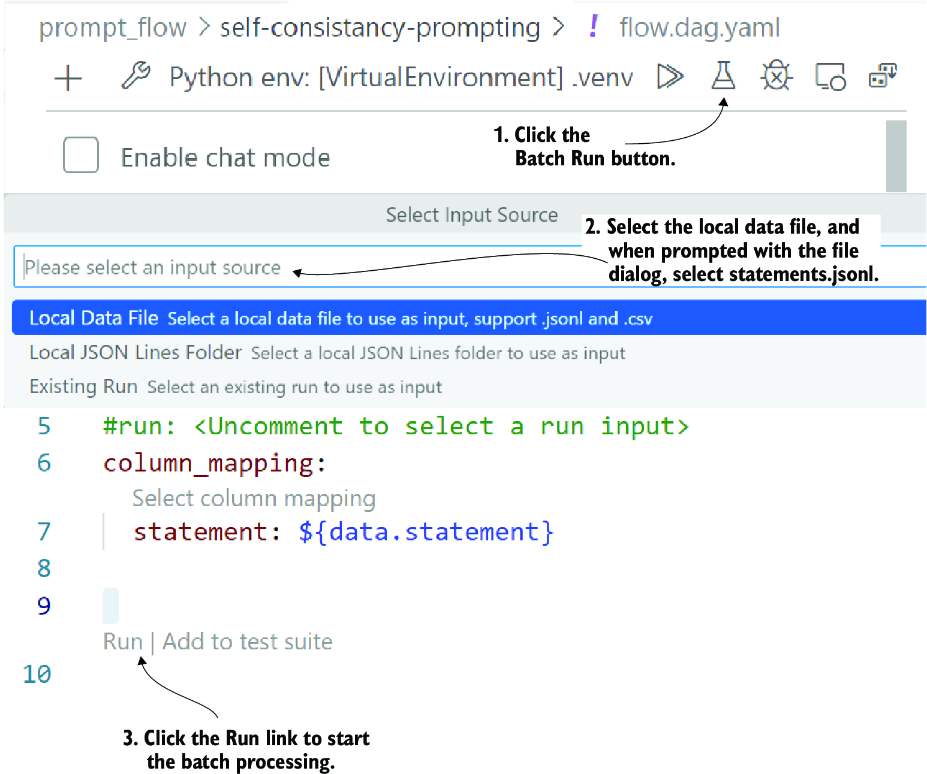 prompt_flow > self-consistancy-prompting > ! flow.dag.yaml
+ Python env: [VirtualEnvironment] .venv
1. Click the
Batch Run button.
Enable chat mode
Select Input Source
2. Select the local data file, and
when prompted with the file
dialog, select statements.jsonl.
Please select an input source
Local Data File Select a local data file to use as input, support .jsonl and .csv
Local JSON Lines Folder Select a local JSON Lines folder to use as input
Existing Run Select an existing run to use as input
5 #run: <Uncomment to select a run input>
6 column_mapping:
Select column mapping
7 statement: ${data.statement}
8
9
Run | Add to test suite
10
3. Click the Run link to start
the batch processing.